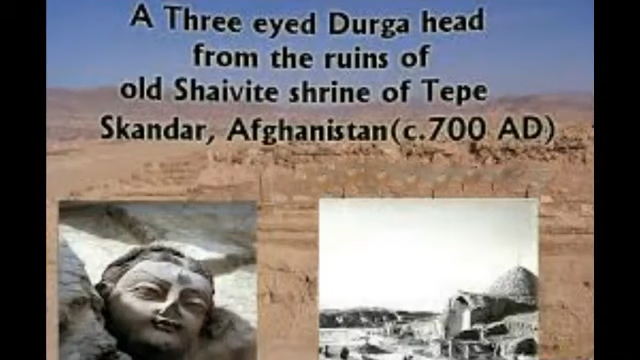 A Three eyed Durga head
from the ruins of
old Shaivite shrine of Tepe
Skandar, Afghanistan(c.700 AD)